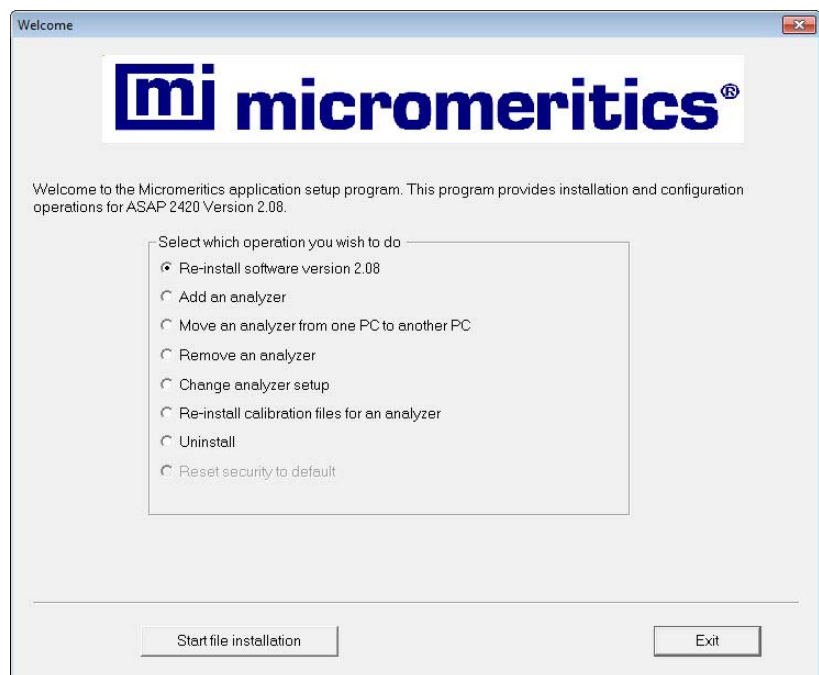 Welcome
mi micromeritics®
Welcome to the Micromeritics application setup program. This program provides installation and configuration
operations for ASAP 2420 Version 2.08.
Select which operation you wish to do
Re-install software version 2.08
Add an analyzer
Move an analyzer from one PC to another PC
Remove an analyzer
Change analyzer setup
Re-install calibration files for an analyzer
Uninstall
Reset security to default
Start file installation
Exit